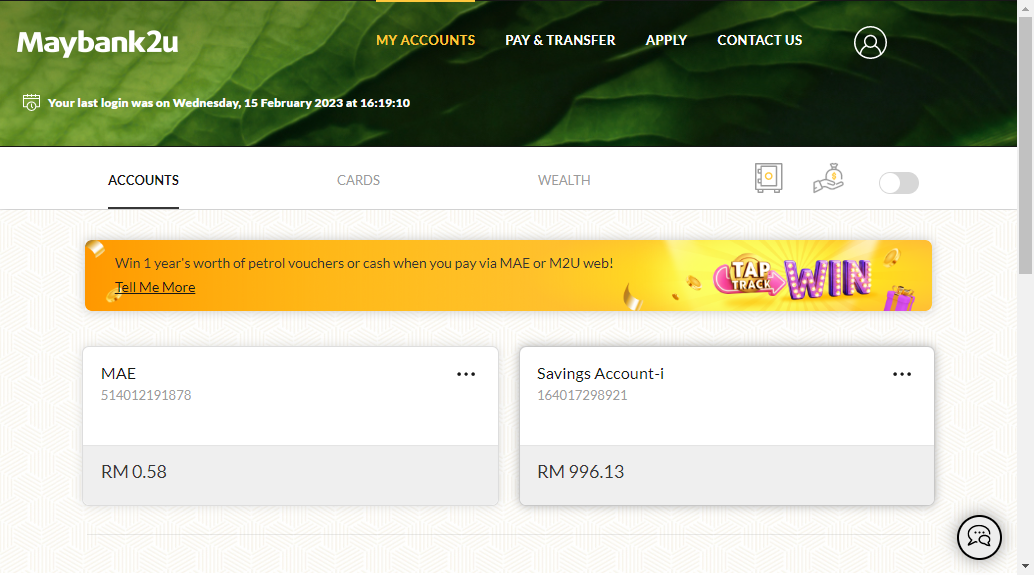 Maybank2u
MY ACCOUNTS
PAY & TRANSFER
APPLY
CONTACT US
Your last login was on Wednesday, 15 February 2023 at 16:19:10
ACCOUNTS
CARDS
WEALTH
Win 1 year's worth of petrol vouchers or cash when you pay via MAE or M2U web!
Tell Me More
TAP
TRACK
WIN
MAE
514012191878
RM 0.58
Savings Account-i
164017298921
RM 996.13